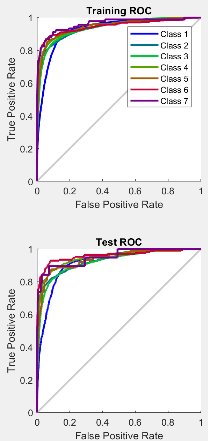 Training ROC
1
0.8
0.6
0.4
0.2
0
True Positive Rate
Class 1
Class 2
Class 3
Class 4
Class 5
Class 6
Class 7
0 0.2 0.4 0.6 0.8 1
False Positive Rate
Test ROC
1
0.8
0.6
0.4
0.2
0
True Positive Rate
0 0.2 0.4 0.6 0.8 1
False Positive Rate